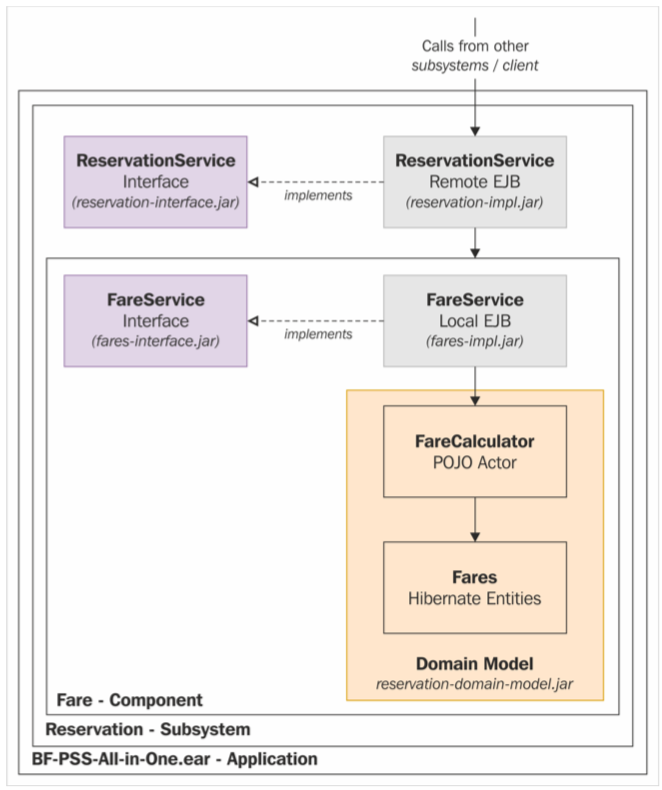 Calls from other
subsystems / client
ReservationService
Interface
(reservation-interface.jar)
implements
ReservationService
Remote EJB
(reservation-impl.jar)
FareService
Interface
(fares-interface.jar)
implements
FareService
Local EJB
(fares-impl.jar)
FareCalculator
POJO Actor
Fares
Hibernate Entities
Domain Model
reservation-domain-model.jar
Fare - Component
Reservation - Subsystem
BF-PSS-All-in-One.ear - Application